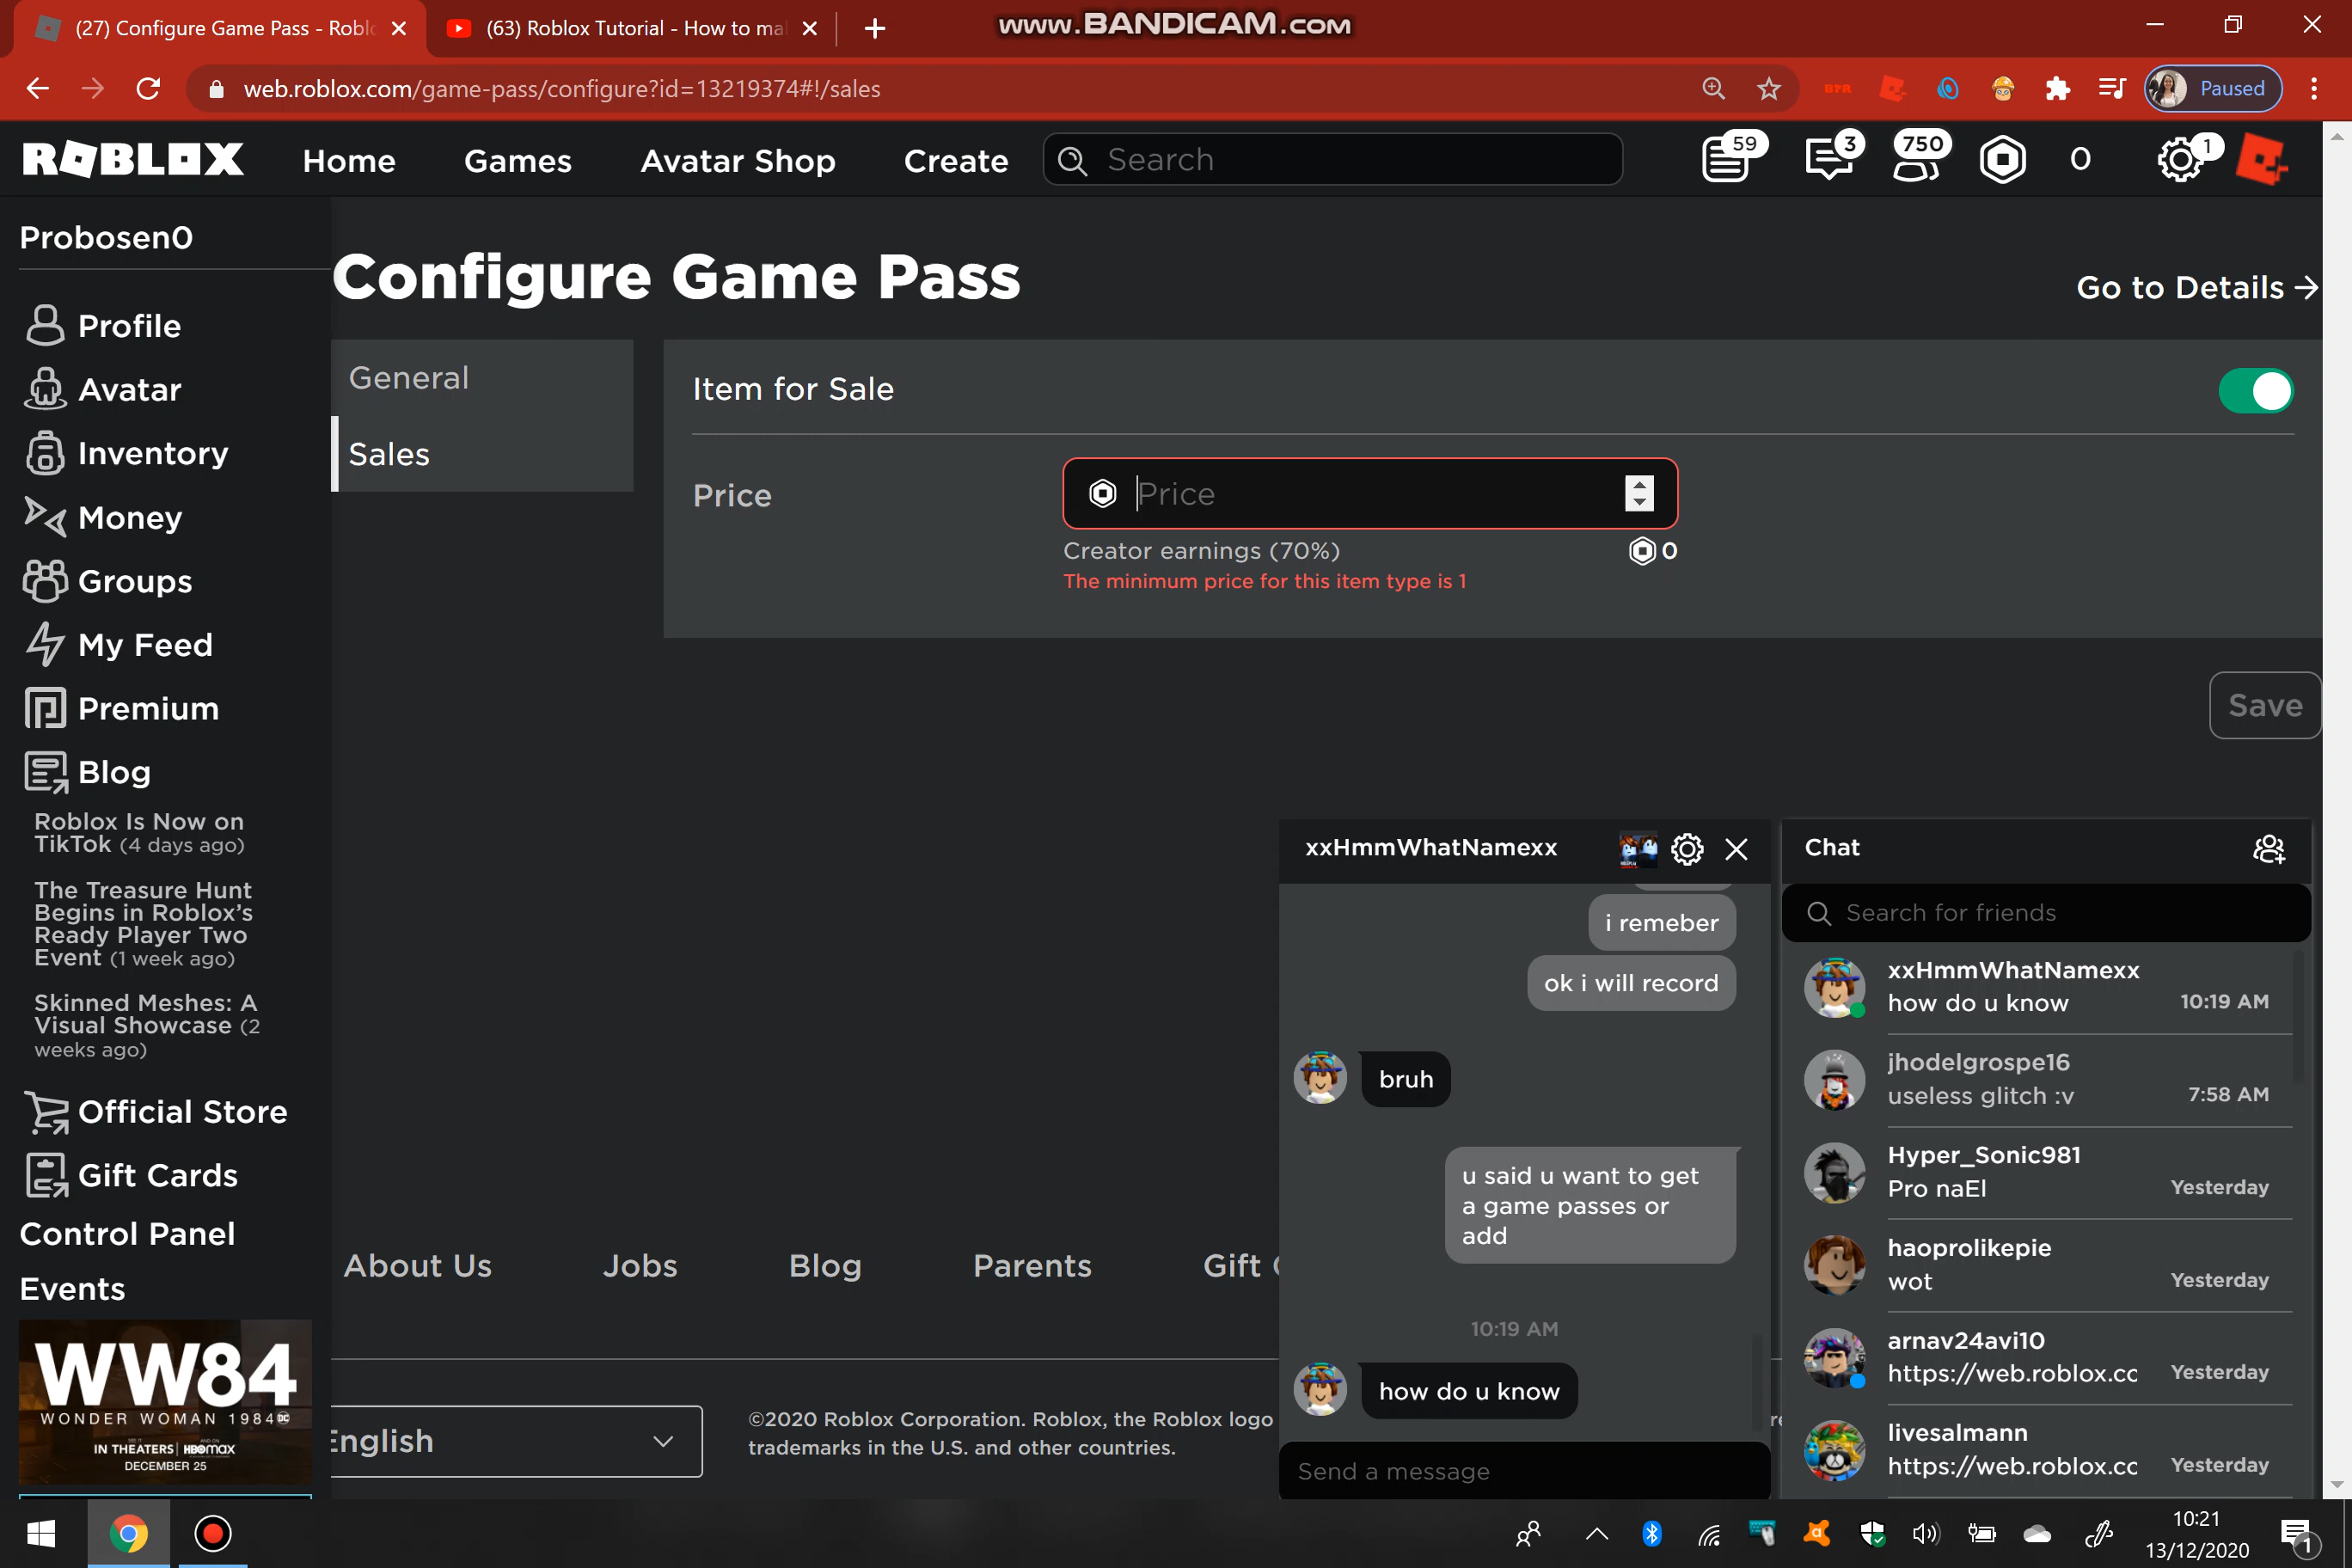 (27) Configure Game Pass - Robl
(63) Roblox Tutorial - How to ma
www.BANDICAM.com
web.roblox.com/game-pass/configure?id=13219374#!/sales
Paused
ROBLOX
Home
Games
Avatar Shop
Create
Search
59
3
750
0
1
Probosen0
Profile
Avatar
Inventory
Money
Groups
My Feed
Premium
Blog
Roblox Is Now on
TikTok (4 days ago)
The Treasure Hunt
Begins in Roblox's
Ready Player Two
Event (1 week ago)
Skinned Meshes: A
Visual Showcase (2
weeks ago)
Official Store
Gift Cards
Control Panel
Events
WW84
WONDER WOMAN 1984
IN THEATERS
HBOmax
DECEMBER 25
Configure Game Pass
Go to Details
General
Sales
Item for Sale
Price
Price
Creator earnings (70%)
0
The minimum price for this item type is 1
Save
About Us
Jobs
Blog
Parents
Gift
English
©2020 Roblox Corporation. Roblox, the Roblox logo
trademarks in the U.S. and other countries.
xxHmmWhatNamexx
i remeber
ok i will record
bruh
u said u want to get
a game passes or
add
10:19 AM
how do u know
Send a message
Chat
Search for friends
xxHmmWhatNamexx
how do u know
10:19 AM
jhodelgrospe16
useless glitch :v
7:58 AM
Hyper_Sonic981
Pro naEl
Yesterday
haoprolikepie
wot
Yesterday
arnav24avi10
https://web.roblox.cc
Yesterday
livesalmann
https://web.roblox.cc
Yesterday
10:21
13/12/2020
1